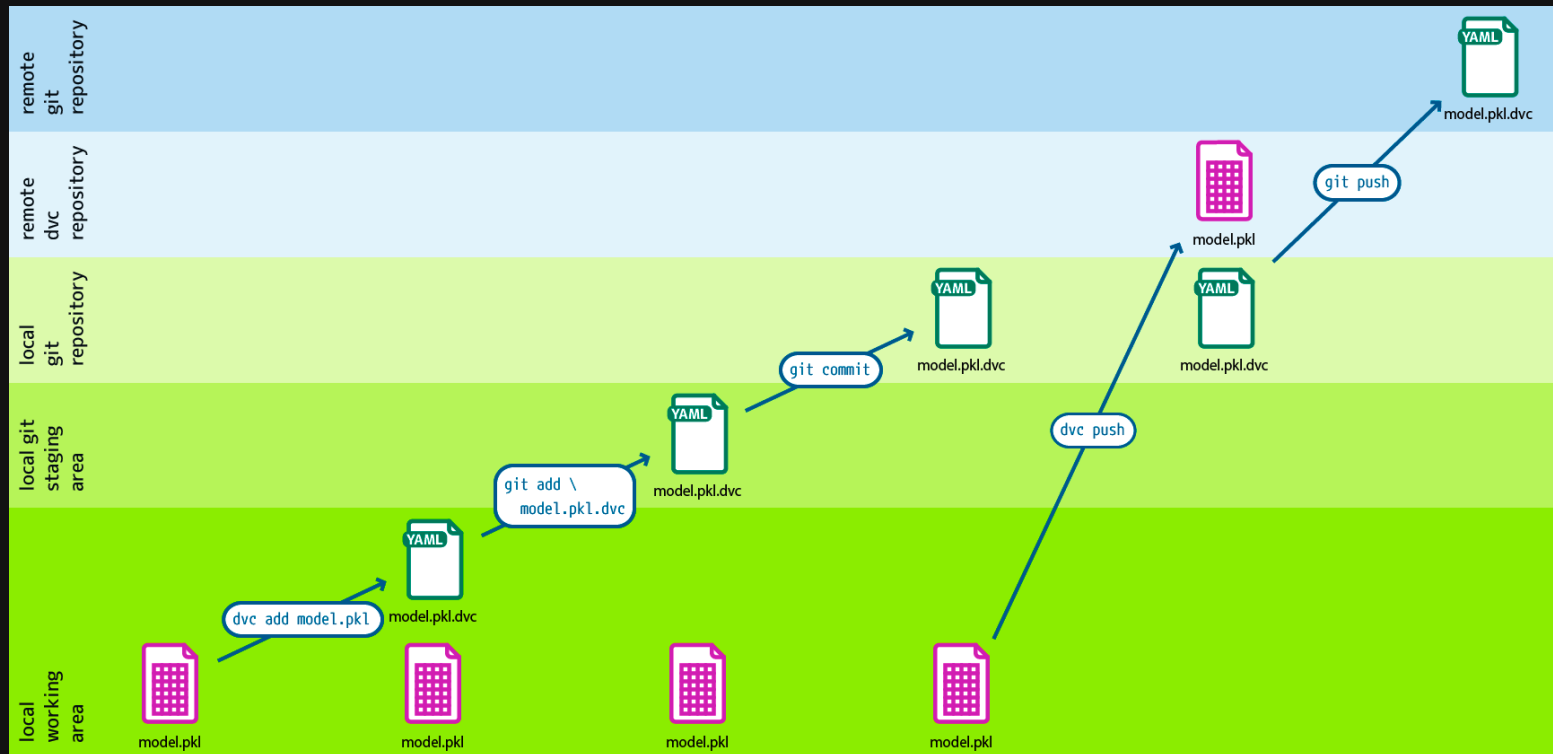 remote
git
repository
YAML
model.pkl.dvc
remote
dvc
repository
model.pkl
git push
local
git
repository
YAML
model.pkl.dvc
YAML
model.pkl.dvc
git commit
local git
staging
area
YAML
model.pkl.dvc
dvc push
git add \
model.pkl.dvc
local
working
area
YAML
model.pkl.dvc
dvc add model.pkl
model.pkl
model.pkl
model.pkl
model.pkl